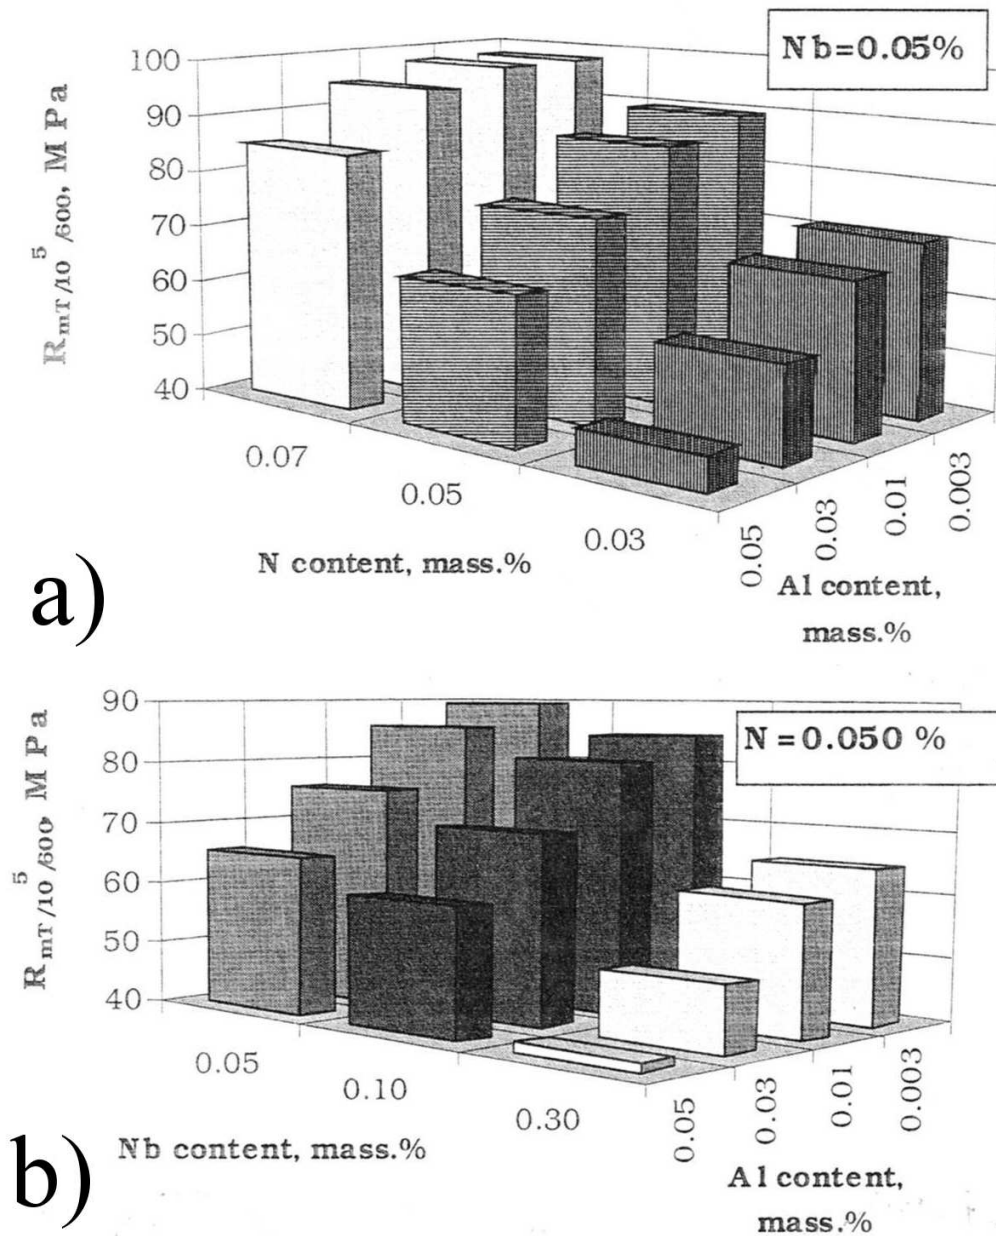 a)
Nb=0.05%
R mT/10 5 /600, M Pa
100
90
80
70
60
50
40
0.07
0.05
0.03
N content, mass.%
0.05
0.03
0.01
0.003
Al content,
mass.%
b)
N = 0.050 %
R mT/10 5 /600, M Pa
90
80
70
60
50
40
0.05
0.10
0.30
Nb content, mass.%
0.05
0.03
0.01
0.003
Al content,
mass.%